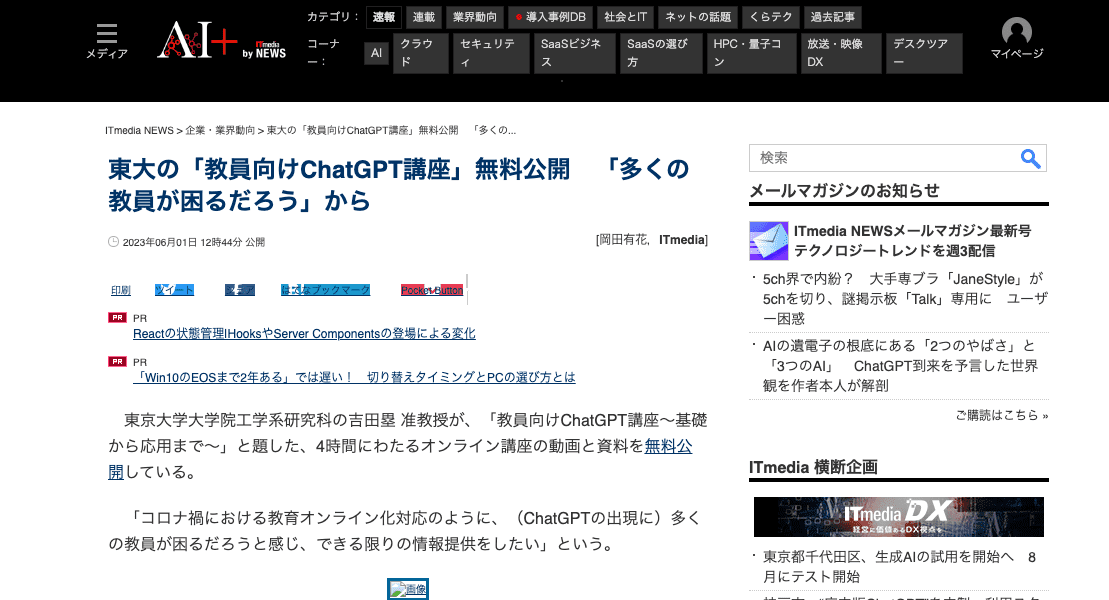 メディア
AI+ by ITmedia NEWS
カテゴリ： 速報 連載 業界動向 導入事例DB 社会とIT ネットの話題 くらテク 過去記事
コーナー： AI クラウド セキュリティ SaaSビジネス SaaSの選び方 HPC・量子コン 放送・映像DX デスクツアー
マイページ
ITmedia NEWS > 企業・業界動向 > 東大の「教員向けChatGPT講座」無料公開　「多くの...
東大の「教員向けChatGPT講座」無料公開　「多くの
教員が困るだろう」から
2023年06月01日 12時44分 公開
[岡田有花，ITmedia]
印刷 ツイート シェア はてなブックマーク Pocket Button
PR PR
Reactの状態管理lHooksやServer Componentsの登場による変化
PR PR
「Win10のEOSまで2年ある」では遅い！　切り替えタイミングとPCの選び方とは
東京大学大学院工学系研究科の吉田塁 准教授が、「教員向けChatGPT講座〜基礎
から応用まで〜」と題した、4時間にわたるオンライン講座の動画と資料を無料公
開している。
「コロナ禍における教育オンライン化対応のように、（ChatGPTの出現に）多く
の教員が困るだろうと感じ、できる限りの情報提供をしたい」という。
画像
検索
メールマガジンのお知らせ
ITmedia NEWSメールマガジン最新号
テクノロジートレンドを週3配信
・5ch界で内紛？　大手専ブラ「JaneStyle」が
5chを切り、謎掲示板「Talk」専用に　ユーザ
ー困惑
・AIの遺電子の根底にある「2つのやばさ」と
「3つのAI」　ChatGPT到来を予言した世界
観を作者本人が解剖
ご購読はこちら »
ITmedia 横断企画
ITmedia DX
経営に価値あるDX視点を
・東京都千代田区、生成AIの試用を開始へ　8
月にテスト開始